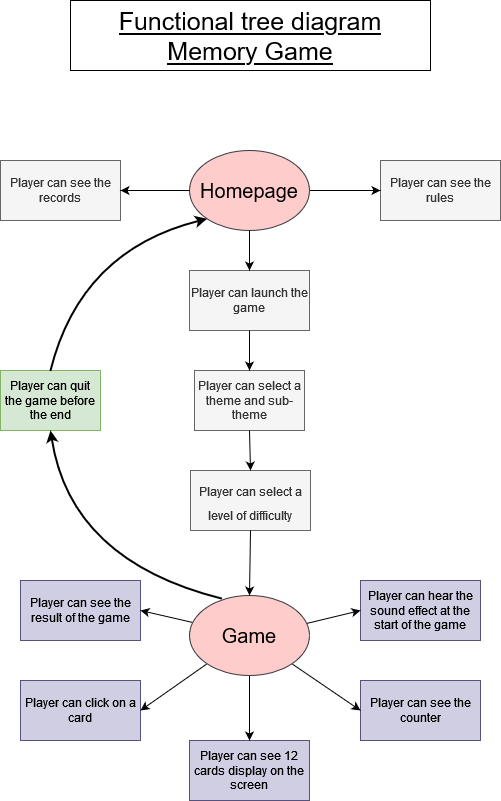 Functional tree diagram
Memory Game
Player can see the
records
Homepage
Player can see the
rules
Player can launch the
game
Player can quit
the game before
the end
Player can select a
theme and sub-
theme
Player can select a
level of difficulty
Player can see the
result of the game
Game
Player can hear the
sound effect at the
start of the game
Player can click on a
card
Player can see the
counter
Player can see 12
cards display on the
screen